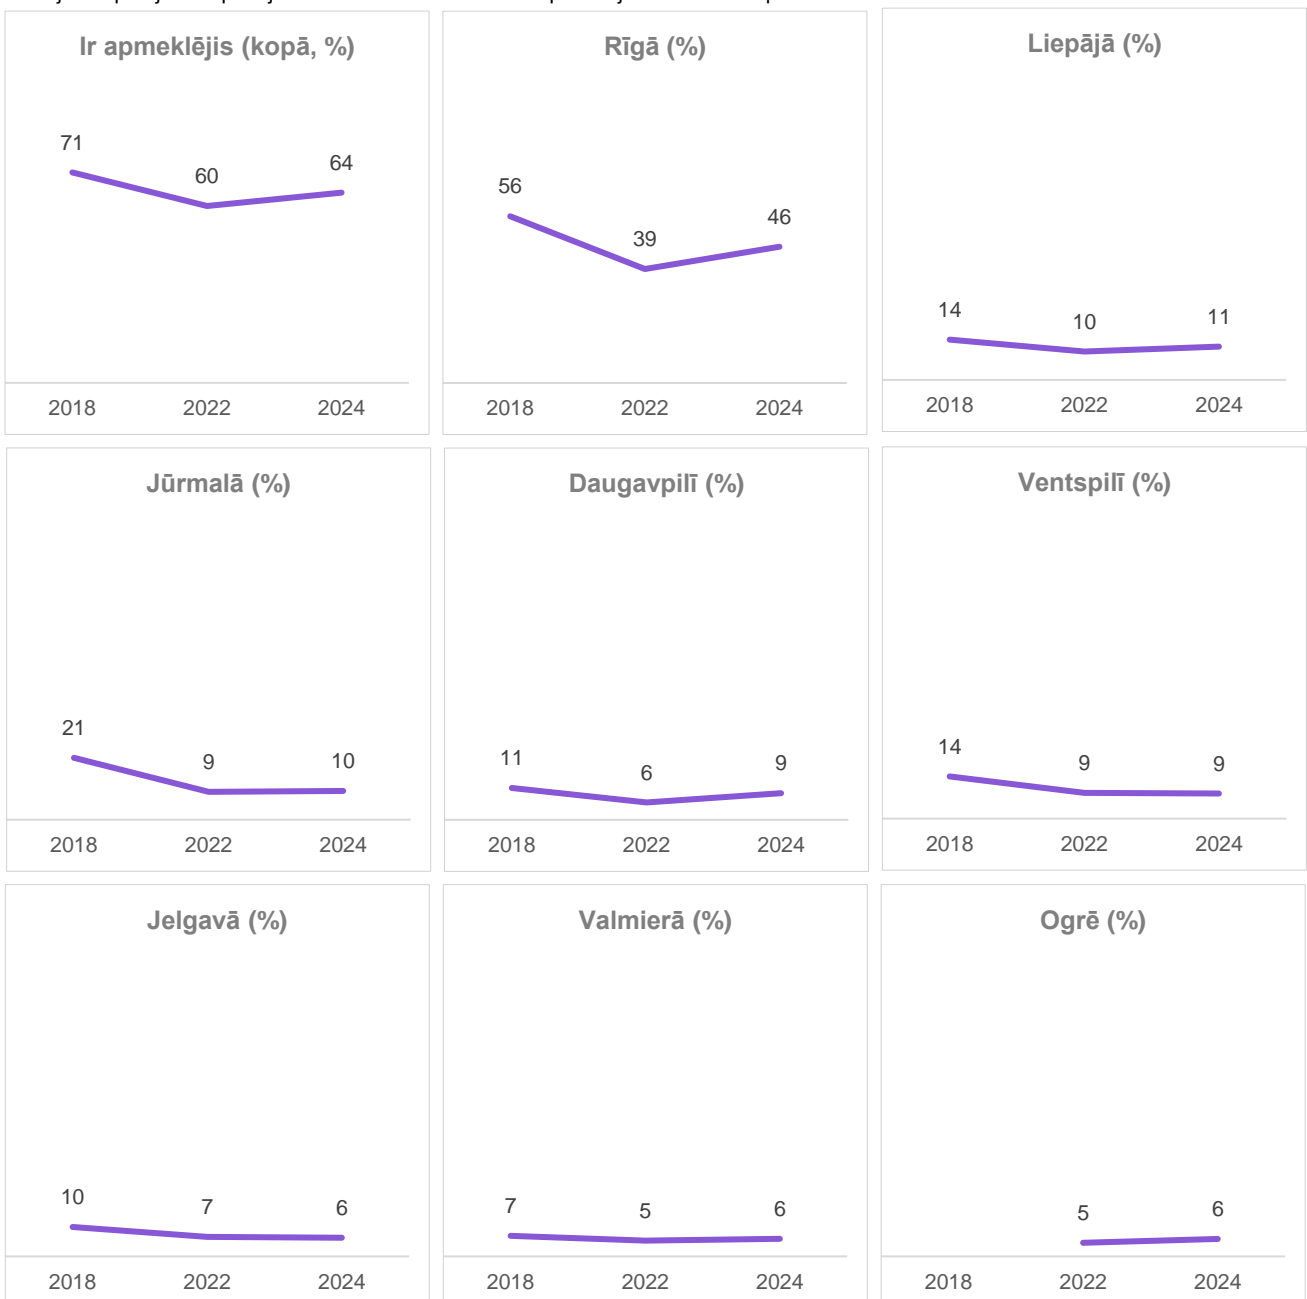 Ir apmeklējis (kopā, %)
71
60
64
2018 2022 2024
Rīgā (%)
56
39
46
2018 2022 2024
Liepājā (%)
14
10
11
2018 2022 2024
Jūrmalā (%)
21
9
10
2018 2022 2024
Daugavpilī (%)
11
6
9
2018 2022 2024
Ventspilī (%)
14
9
9
2018 2022 2024
Jelgavā (%)
10
7
6
2018 2022 2024
Valmierā (%)
7
5
6
2018 2022 2024
Ogrē (%)
5
6
2018 2022 2024